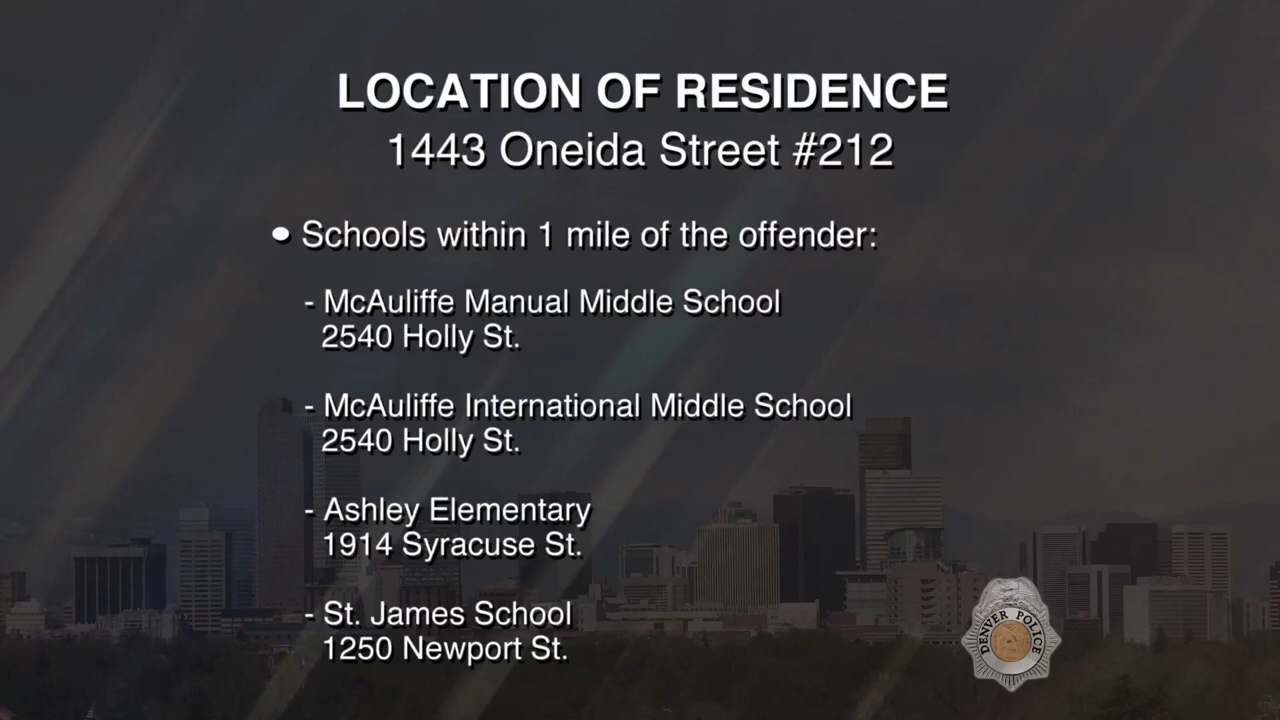 LOCATION OF RESIDENCE
1443 Oneida Street #212
• Schools within 1 mile of the offender:
- McAuliffe Manual Middle School
2540 Holly St.
- McAuliffe International Middle School
2540 Holly St.
- Ashley Elementary
1914 Syracuse St.
- St. James School
1250 Newport St.
DENVER POLICE